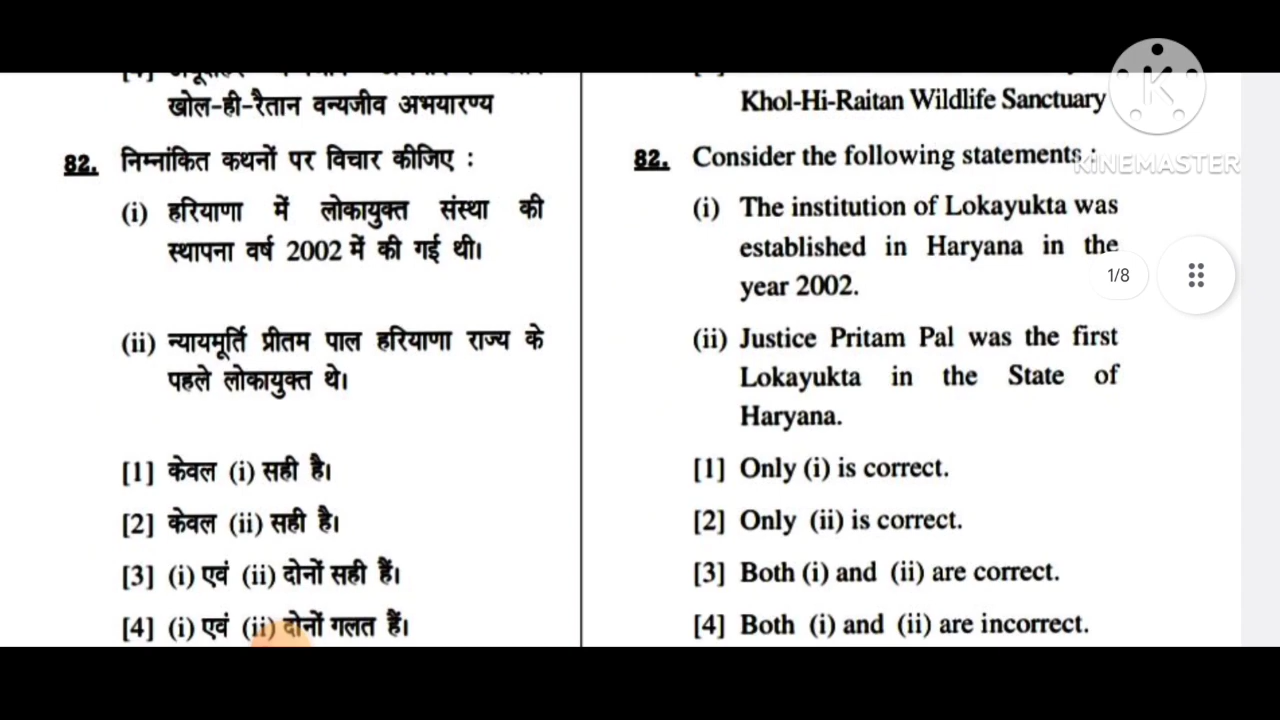 खोल-ही-रैतान वन्यजीव अभयारण्य
82. निम्नांकित कथनों पर विचार कीजिए :
(i) हरियाणा में लोकायुक्त संस्था की
स्थापना वर्ष 2002 में की गई थी।
(ii) न्यायमूर्ति प्रीतम पाल हरियाणा राज्य के
पहले लोकायुक्त थे।
[1] केवल (i) सही है।
[2] केवल (ii) सही है।
[3] (i) एवं (ii) दोनों सही हैं।
[4] (i) एवं (ii) दोनों गलत हैं।
Khol-Hi-Raitan Wildlife Sanctuary
82. Consider the following statements :
(i) The institution of Lokayukta was
established in Haryana in the
year 2002.
(ii) Justice Pritam Pal was the first
Lokayukta in the State of
Haryana.
[1] Only (i) is correct.
[2] Only (ii) is correct.
[3] Both (i) and (ii) are correct.
[4] Both (i) and (ii) are incorrect.
K
KINEMASTER
1/8